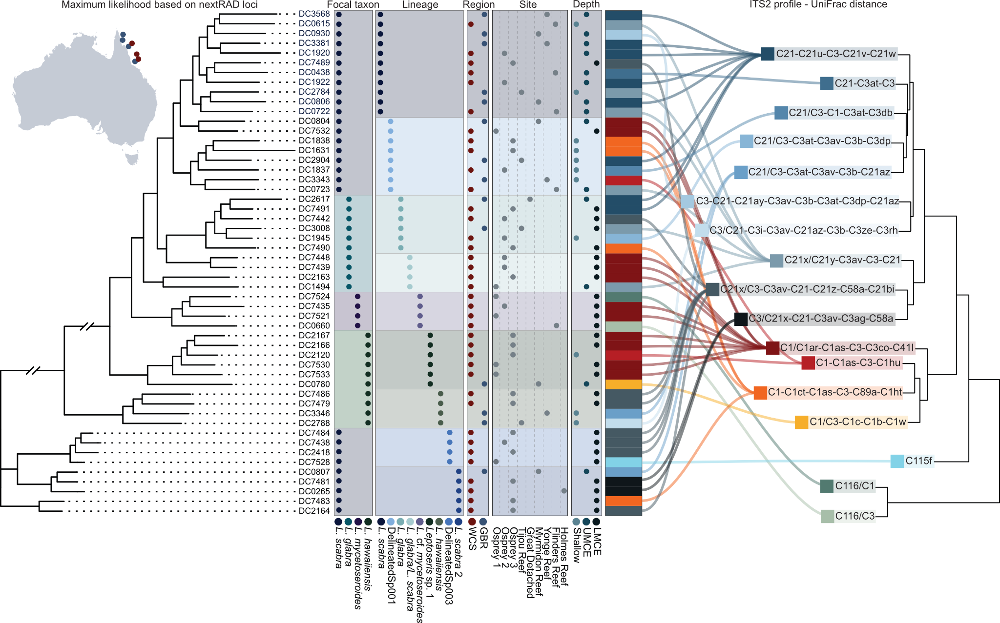 Maximum likelihood based on nextRAD loci
Focal taxon
Lineage
Region
Site
Depth
ITS2 profile - UniFrac distance
DC3568
DC0615
DC0930
DC3381
DC1920
DC7489
DC0438
DC1922
DC2784
DC0806
DC0722
DC0804
DC7532
DC1838
DC1631
DC2904
DC1837
DC3343
DC0723
DC2617
DC7491
DC7442
DC3008
DC1945
DC7490
DC7448
DC7439
DC2163
DC1494
DC7524
DC7435
DC7521
DC0660
DC2167
DC2166
DC2120
DC7530
DC7533
DC0780
DC7486
DC7479
DC3346
DC2788
DC7484
DC7438
DC2418
DC7528
DC0807
DC7481
DC0265
DC7483
DC2164
C21-C21u-C3-C21v-C21w
C21-C3at-C3
C21/C3-C1-C3at-C3db
C21/C3-C3at-C3av-C3b-C3dp
C21/C3-C3at-C3av-C3b-C21az
C3-C21-C21ay-C3av-C3b-C3at-C3dp-C21az
C3/C21-C3i-C3av-C21az-C3b-C3ze-C3rh
C21x/C21y-C3av-C3-C21
C21x/C3-C3av-C21-C21z-C58a-C21bi
C3/C21x-C21-C3av-C3ag-C58a
C1/C1ar-C1as-C3-C3co-C41l
C1-C1as-C3-C1hu
C1-C1ct-C1as-C3-C89a-C1ht
C1/C3-C1c-C1b-C1w
C115f
C116/C1
C116/C3
L. scabra
L. glabra
L. mycetoseroides
L. hawaiiensis
L. scabra
DelineatedSp001
L. glabra
L. glabra/L. scabra
L. cf. mycetoseroides
Leptoseris sp. 1
L. hawaiiensis
DelineatedSp003
L. scabra 2
WCS
GBR
Osprey 1
Osprey 2
Osprey 3
Tijou Reef
Great Detached
Myrmidon Reef
Yonge Reef
Flinders Reef
Holmes Reef
Shallow
UMCE
LMCE